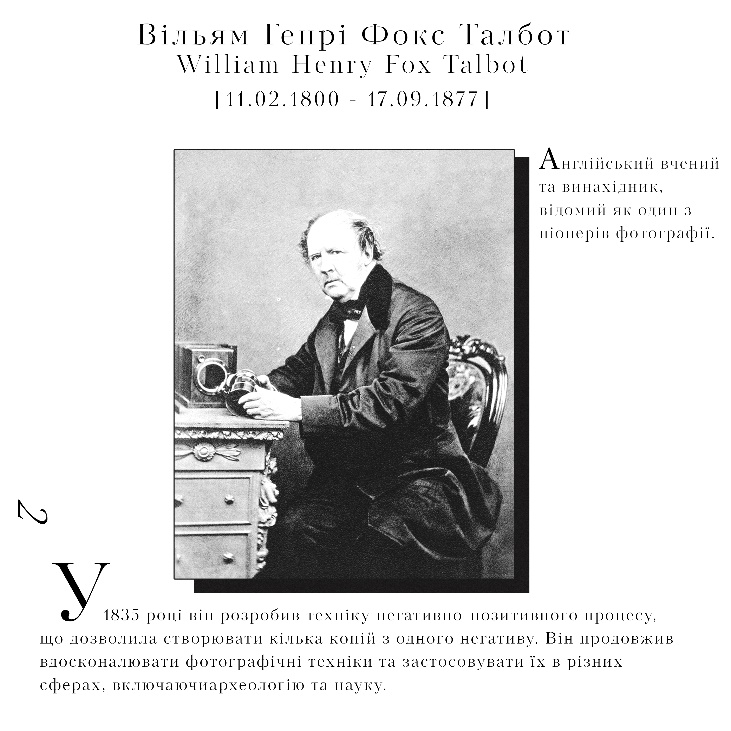 Вільям Генрі Фокс Талбот
William Henry Fox Talbot
[11.02.1800 - 17.09.1877]
Англійський вчений
та винахідник,
відомий як один з
піонерів фотографії.
2
У 1835 році він розробив техніку негативно-позитивного процесу,
що дозволила створювати кілька копій з одного негативу. Він продовжив
вдосконалювати фотографічні техніки та застосовувати їх в різних
сферах, включаючиархеологію та науку.